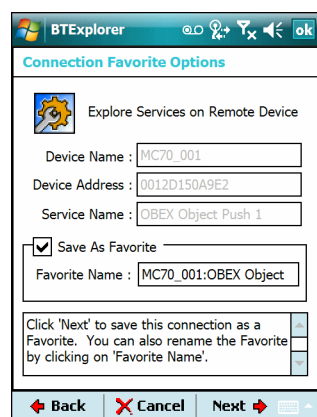 BTExplorer ok
Connection Favorite Options
Explore Services on Remote Device
Device Name : MC70_001
Device Address : 0012D150A9E2
Service Name : OBEX Object Push 1
Save As Favorite
Favorite Name : MC70_001:OBEX Object
Click 'Next' to save this connection as a
Favorite. You can also rename the Favorite
by clicking on 'Favorite Name'.
Back Cancel Next